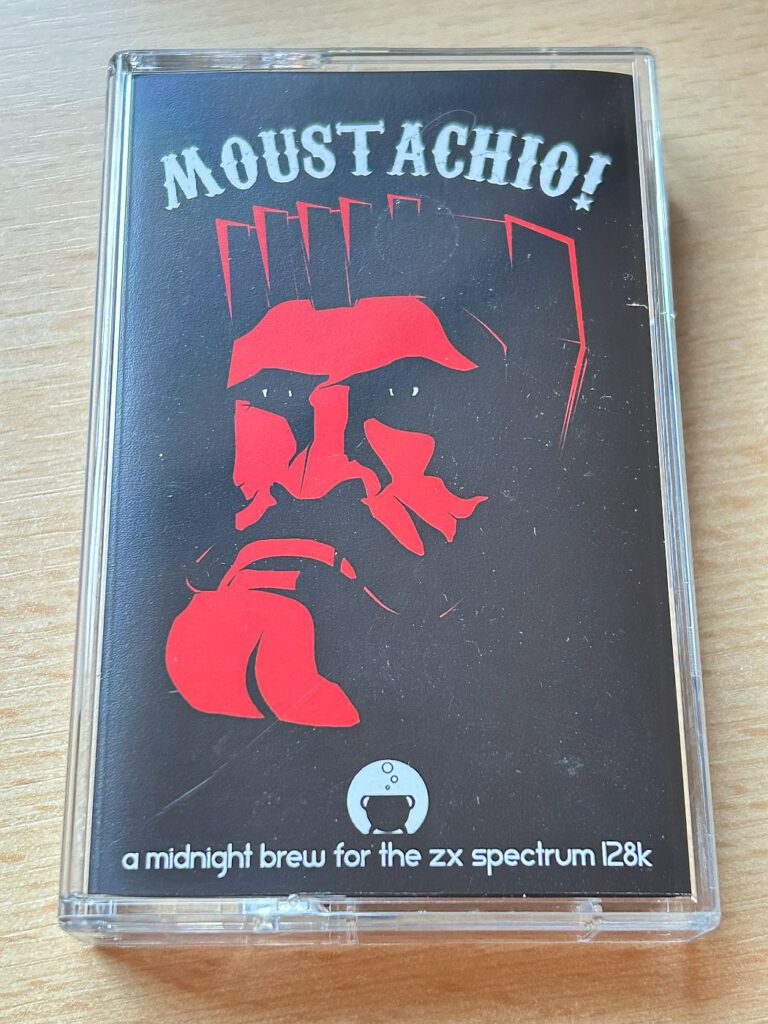 MOUSTACHIO!
a midnight brew for the zx spectrum 128k